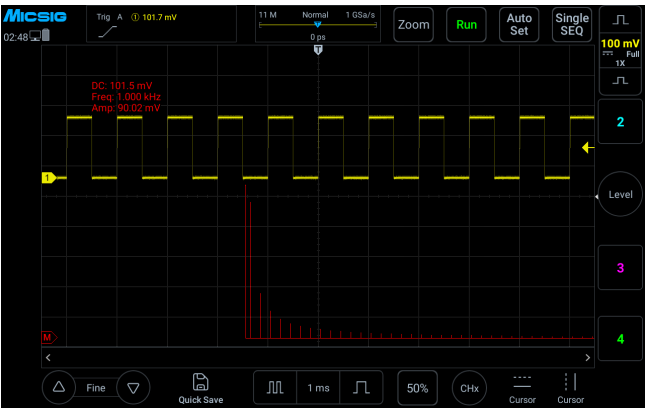 Micsig
Trig A ① 101.7 mV
11 M Normal 1 GSa/s
0 ps
Zoom
Run
Auto
Set
Single
SEQ
02:48
100 mV
Full
1X
T
DC: 101.5 mV
Freq: 1.000 kHz
Amp: 90.02 mV
2
1
Level
3
M
4
Fine
Quick Save
1 ms
50%
CHx
Cursor
Cursor